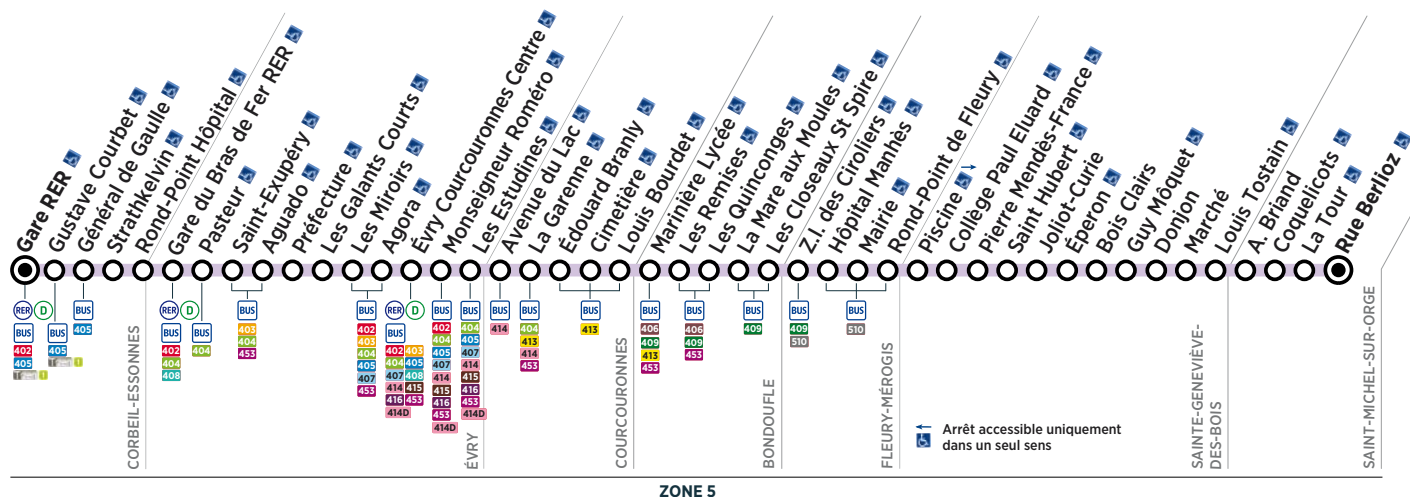 Gare RER
Gustave Courbet
Général de Gaulle
Strathkelvin
Rond-Point Hôpital
Gare du Bras de Fer RER
Pasteur
Saint-Exupéry
Aguado
Préfecture
Les Galants Courts
Les Miroirs
Agora
Évry Courcouronnes Centre
Monseigneur Roméro
Les Estudines
Avenue du Lac
La Garenne
Édouard Branly
Cimetière
Louis Bourdet
Marinière Lycée
Les Remises
Les Quinconges
La Mare aux Moules
Les Closeaux St Spire
Z.I. des Ciroliers
Hôpital Manhès
Mairie
Rond-Point de Fleury
Piscine
Collège Paul Eluard
Pierre Mendès-France
Saint Hubert
Joliot-Curie
Éperon
Bois Clairs
Guy Môquet
Donjon
Marché
Louis Tostain
A. Briand
Coquelicots
La Tour
Rue Berlioz
RER D
BUS
402
405
BUS
405
BUS
405
RER D
BUS
402
404
408
BUS
404
BUS
403
404
453
BUS
402
403
404
405
407
453
RER D
BUS
402 403
404 405
407 408
414 415
416 453
414D
BUS
402
404
405
407
414
415
416
453
414D
BUS
404
405
407
414
415
416
453
414D
BUS
414
BUS
404
413
414
453
BUS
413
BUS
406
409
413
453
BUS
406
409
453
BUS
409
BUS
409
510
BUS
510
CORBEIL-ESSONNES
ÉVRY
COURCOURONNES
BONDOUFLE
FLEURY-MÉROGIS
SAINTE-GENEVIÈVE-
DES-BOIS
SAINT-MICHEL-SUR-ORGE
Arrêt accessible uniquement
dans un seul sens
ZONE 5